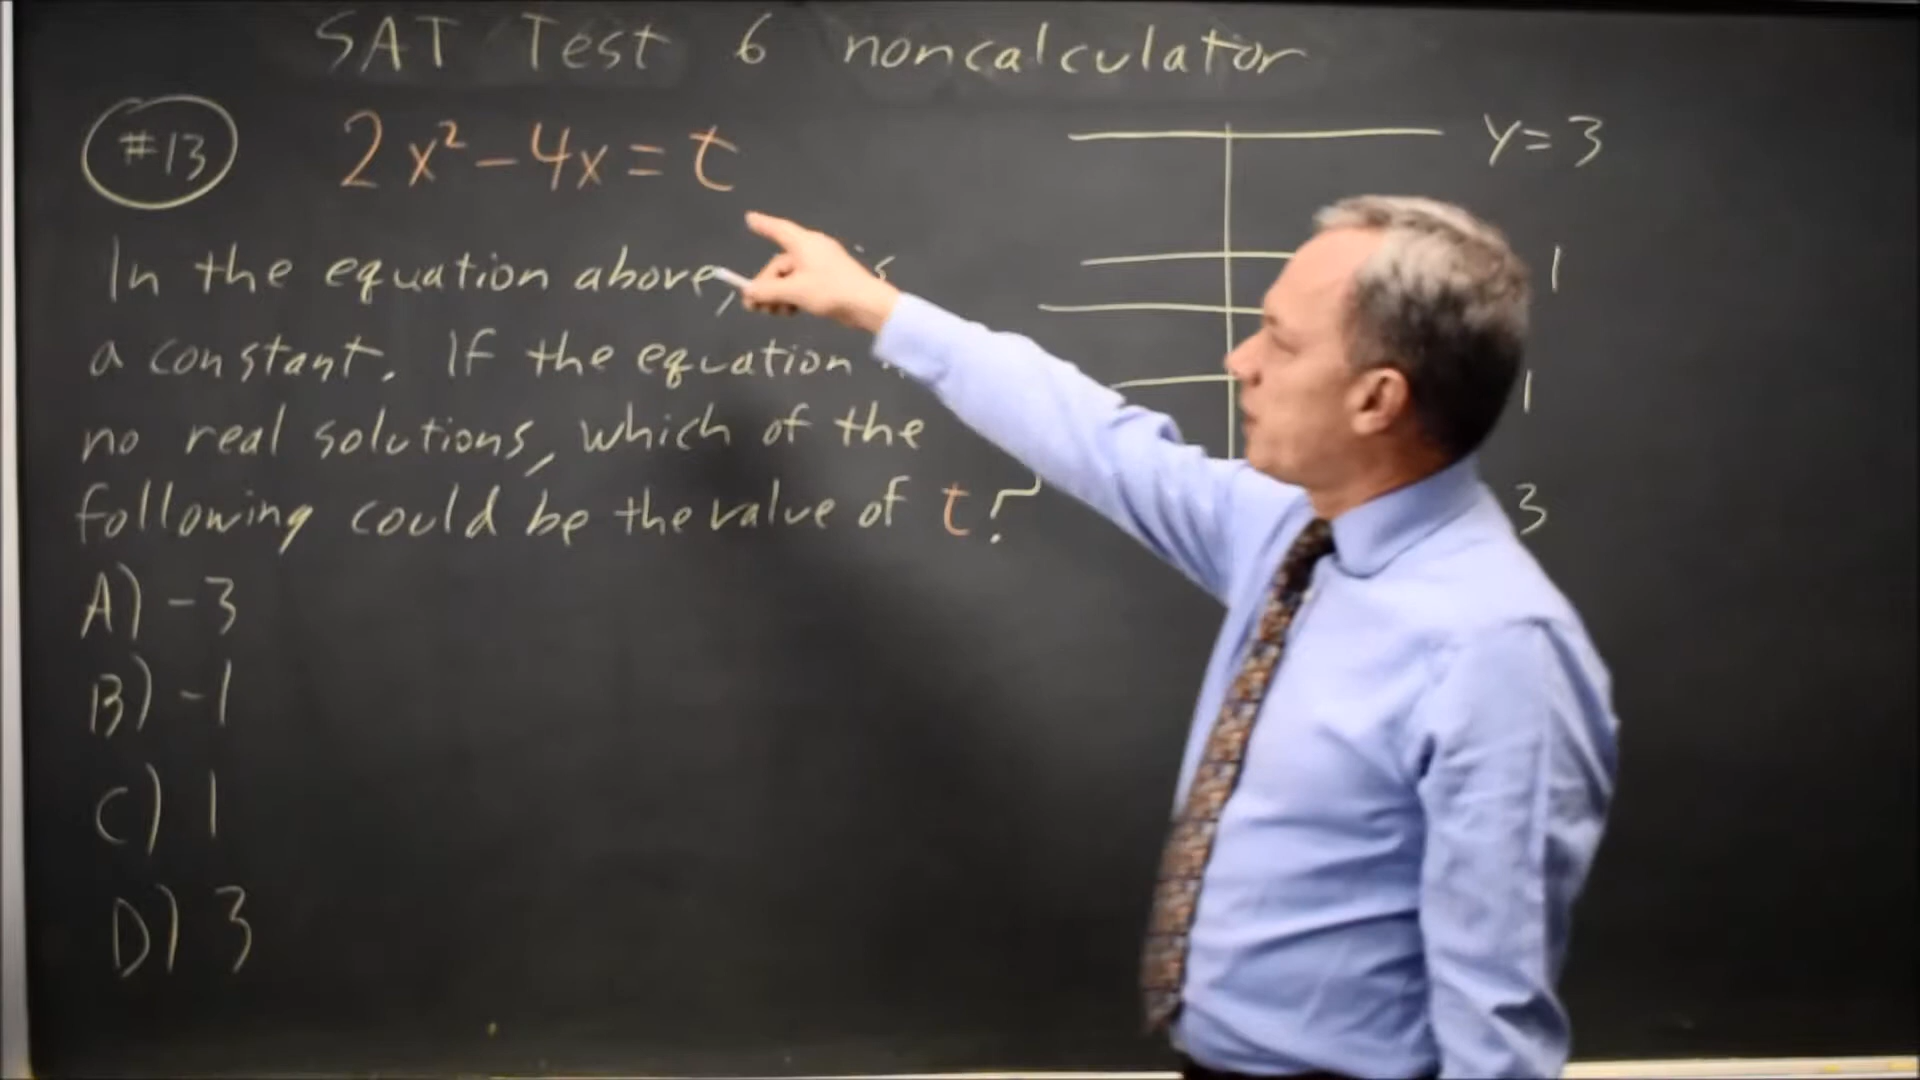 SAT Test 6 noncalculator
#13
2x² - 4x = t
In the equation above,
a constant. If the equation
no real solutions, which of the
following could be the value of t?
A) -3
B) -1
C) 1
D) 3
y = 3
1
1
3